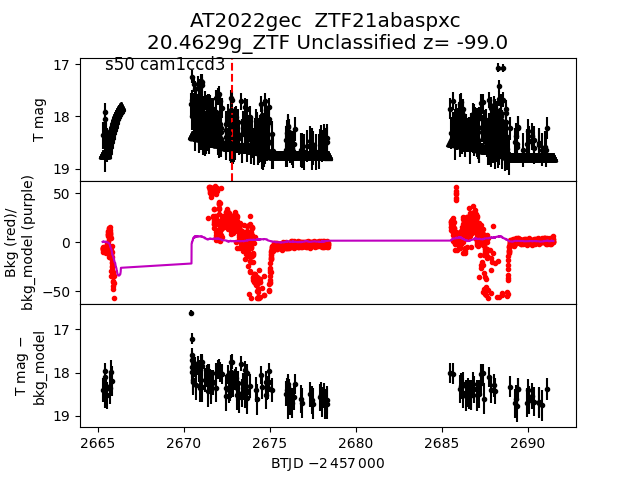 AT2022gec  ZTF21abaspxc
20.4629g_ZTF Unclassified z= -99.0
s50 cam1ccd3
17
18
19
T mag
50
0
−50
Bkg (red)/
bkg_model (purple)
17
18
19
T mag −
bkg_model
2665 2670 2675 2680 2685 2690
BTJD −2 457 000